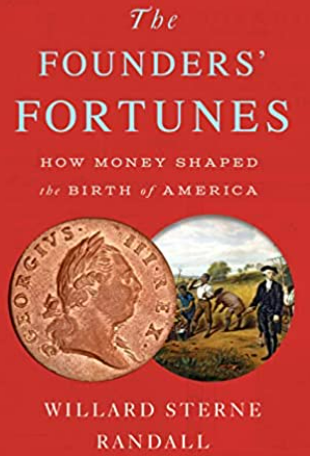 The
FOUNDERS'
FORTUNES
HOW MONEY SHAPED
the BIRTH of AMERICA
GEORGIVS · III · REX ·
WILLARD STERNE
RANDALL